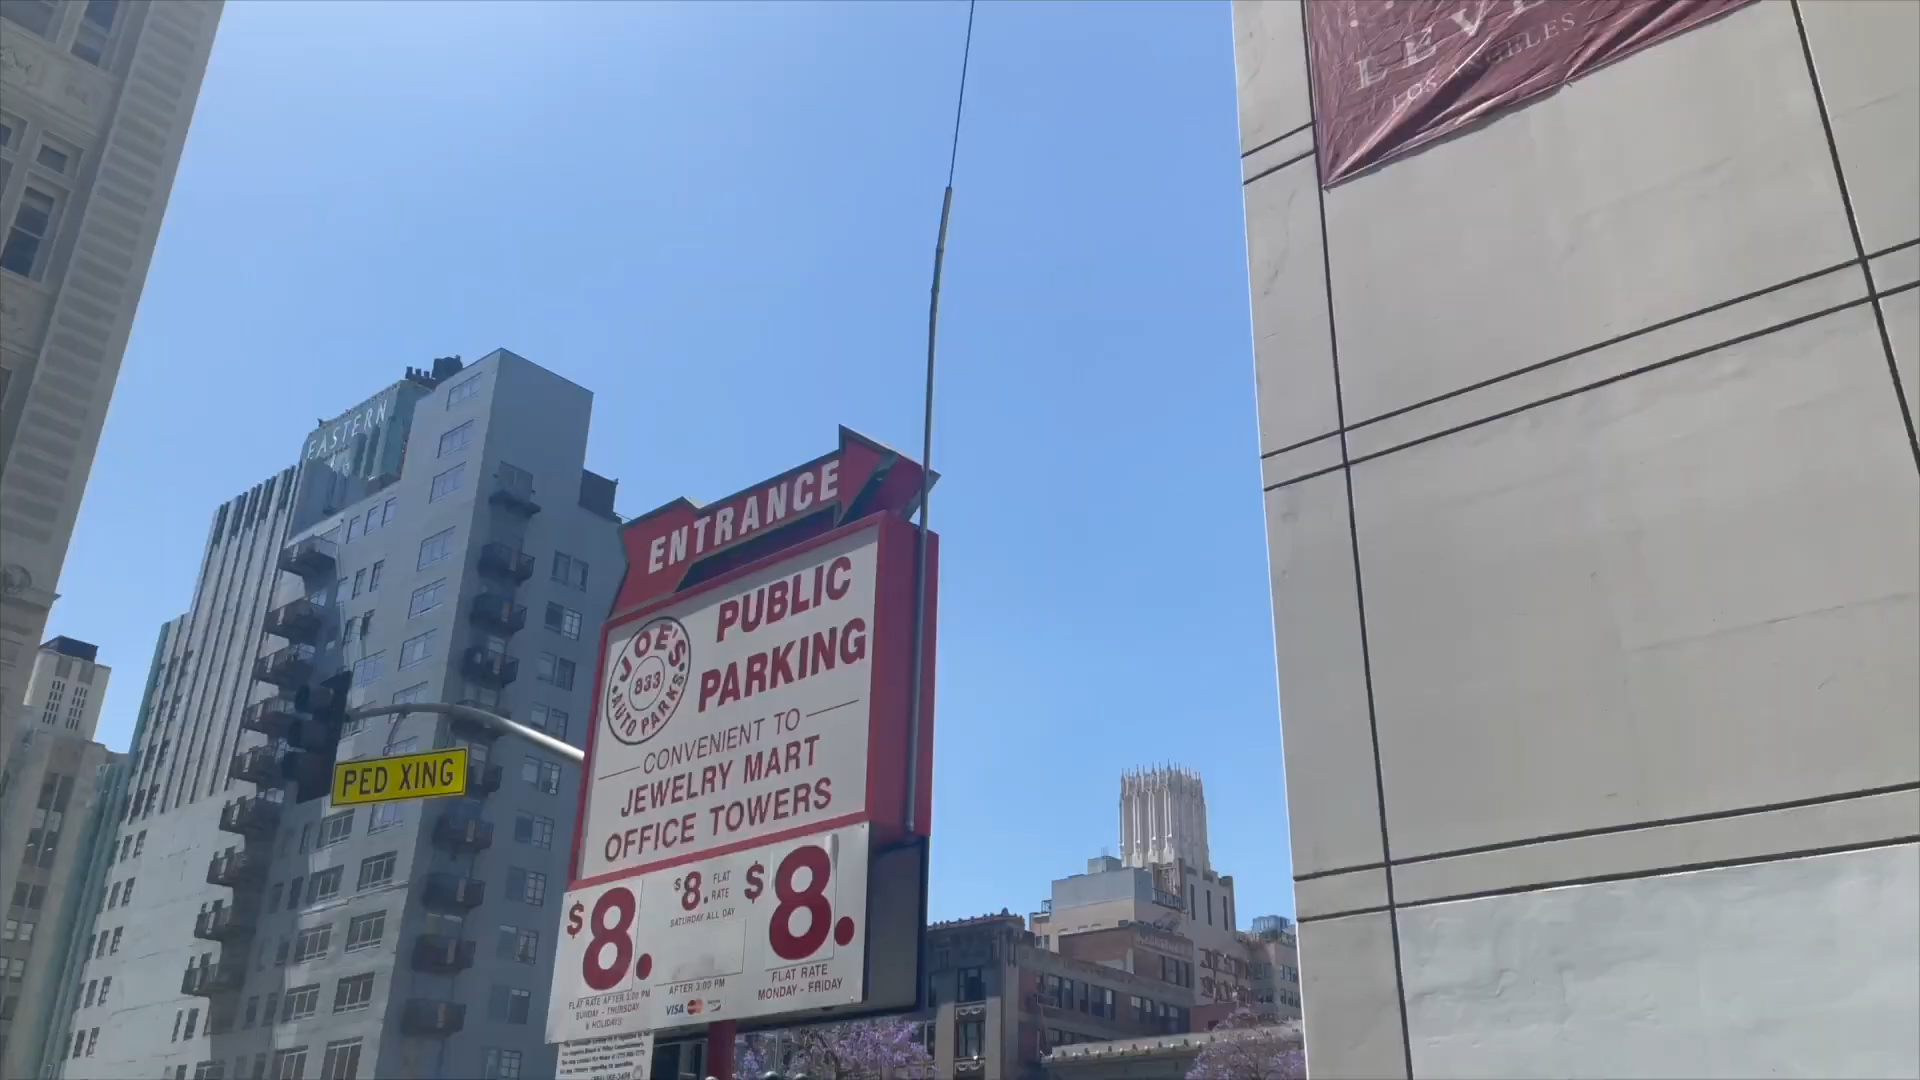 LEVE
LOS ANGELES
EASTERN
ENTRANCE
JOE'S
833
AUTO PARKS
PUBLIC
PARKING
CONVENIENT TO
JEWELRY MART
OFFICE TOWERS
PED XING
$8.
FLAT RATE AFTER 3:00 PM
SUNDAY - THURSDAY
& HOLIDAYS
$8. FLAT
RATE
SATURDAY ALL DAY
AFTER 3:00 PM
VISA
$8.
FLAT RATE
MONDAY - FRIDAY